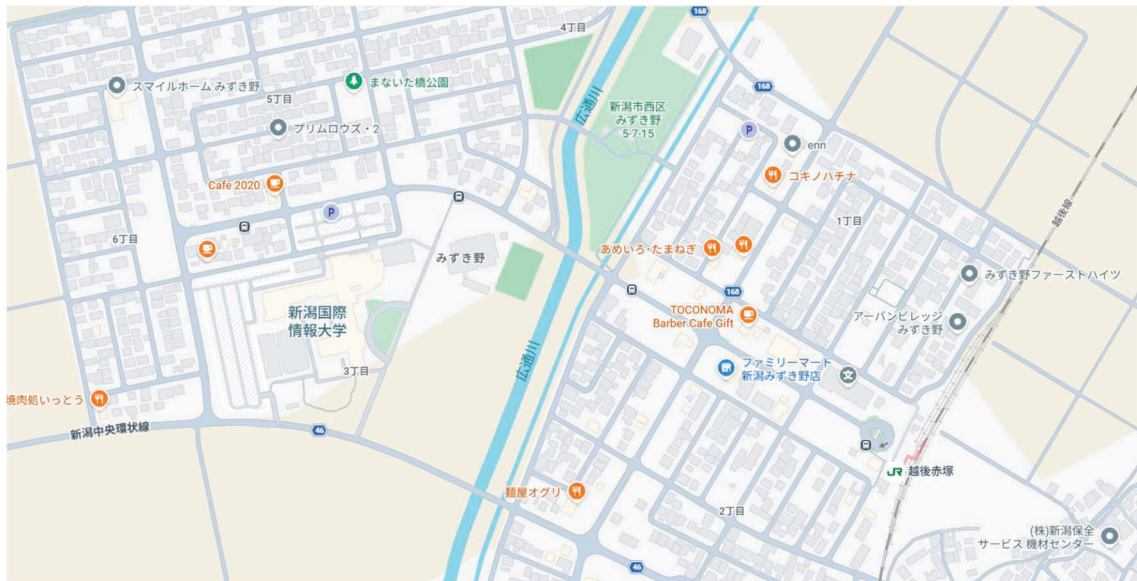 168
4丁目
スマイルホーム みずき野
まないた橋公園
広通川
168
5丁目
新潟市西区
みずき野
5-7-15
プリムロウズ・2
P
enn
コキノハチナ
Cafe 2020
越後線
P
1丁目
6丁目
みずき野
あめいろ・たまねぎ
みずき野ファーストハイツ
168
新潟国際
情報大学
TOCONOMA
Barber Cafe Gift
アーバンビレッジ
みずき野
広通川
3丁目
ファミリーマート
新潟みずき野店
文
焼肉処いっとう
新潟中央環状線
46
JR 越後赤塚
麺屋オグリ
2丁目
(株)新潟保全
サービス 機材センター
46